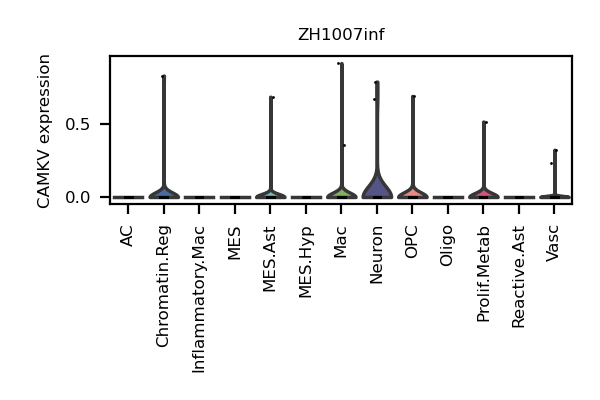 ZH1007inf
CAMKV expression
0.5
0.0
AC
Chromatin.Reg
Inflammatory.Mac
MES
MES.Ast
MES.Hyp
Mac
Neuron
OPC
Oligo
Prolif.Metab
Reactive.Ast
Vasc